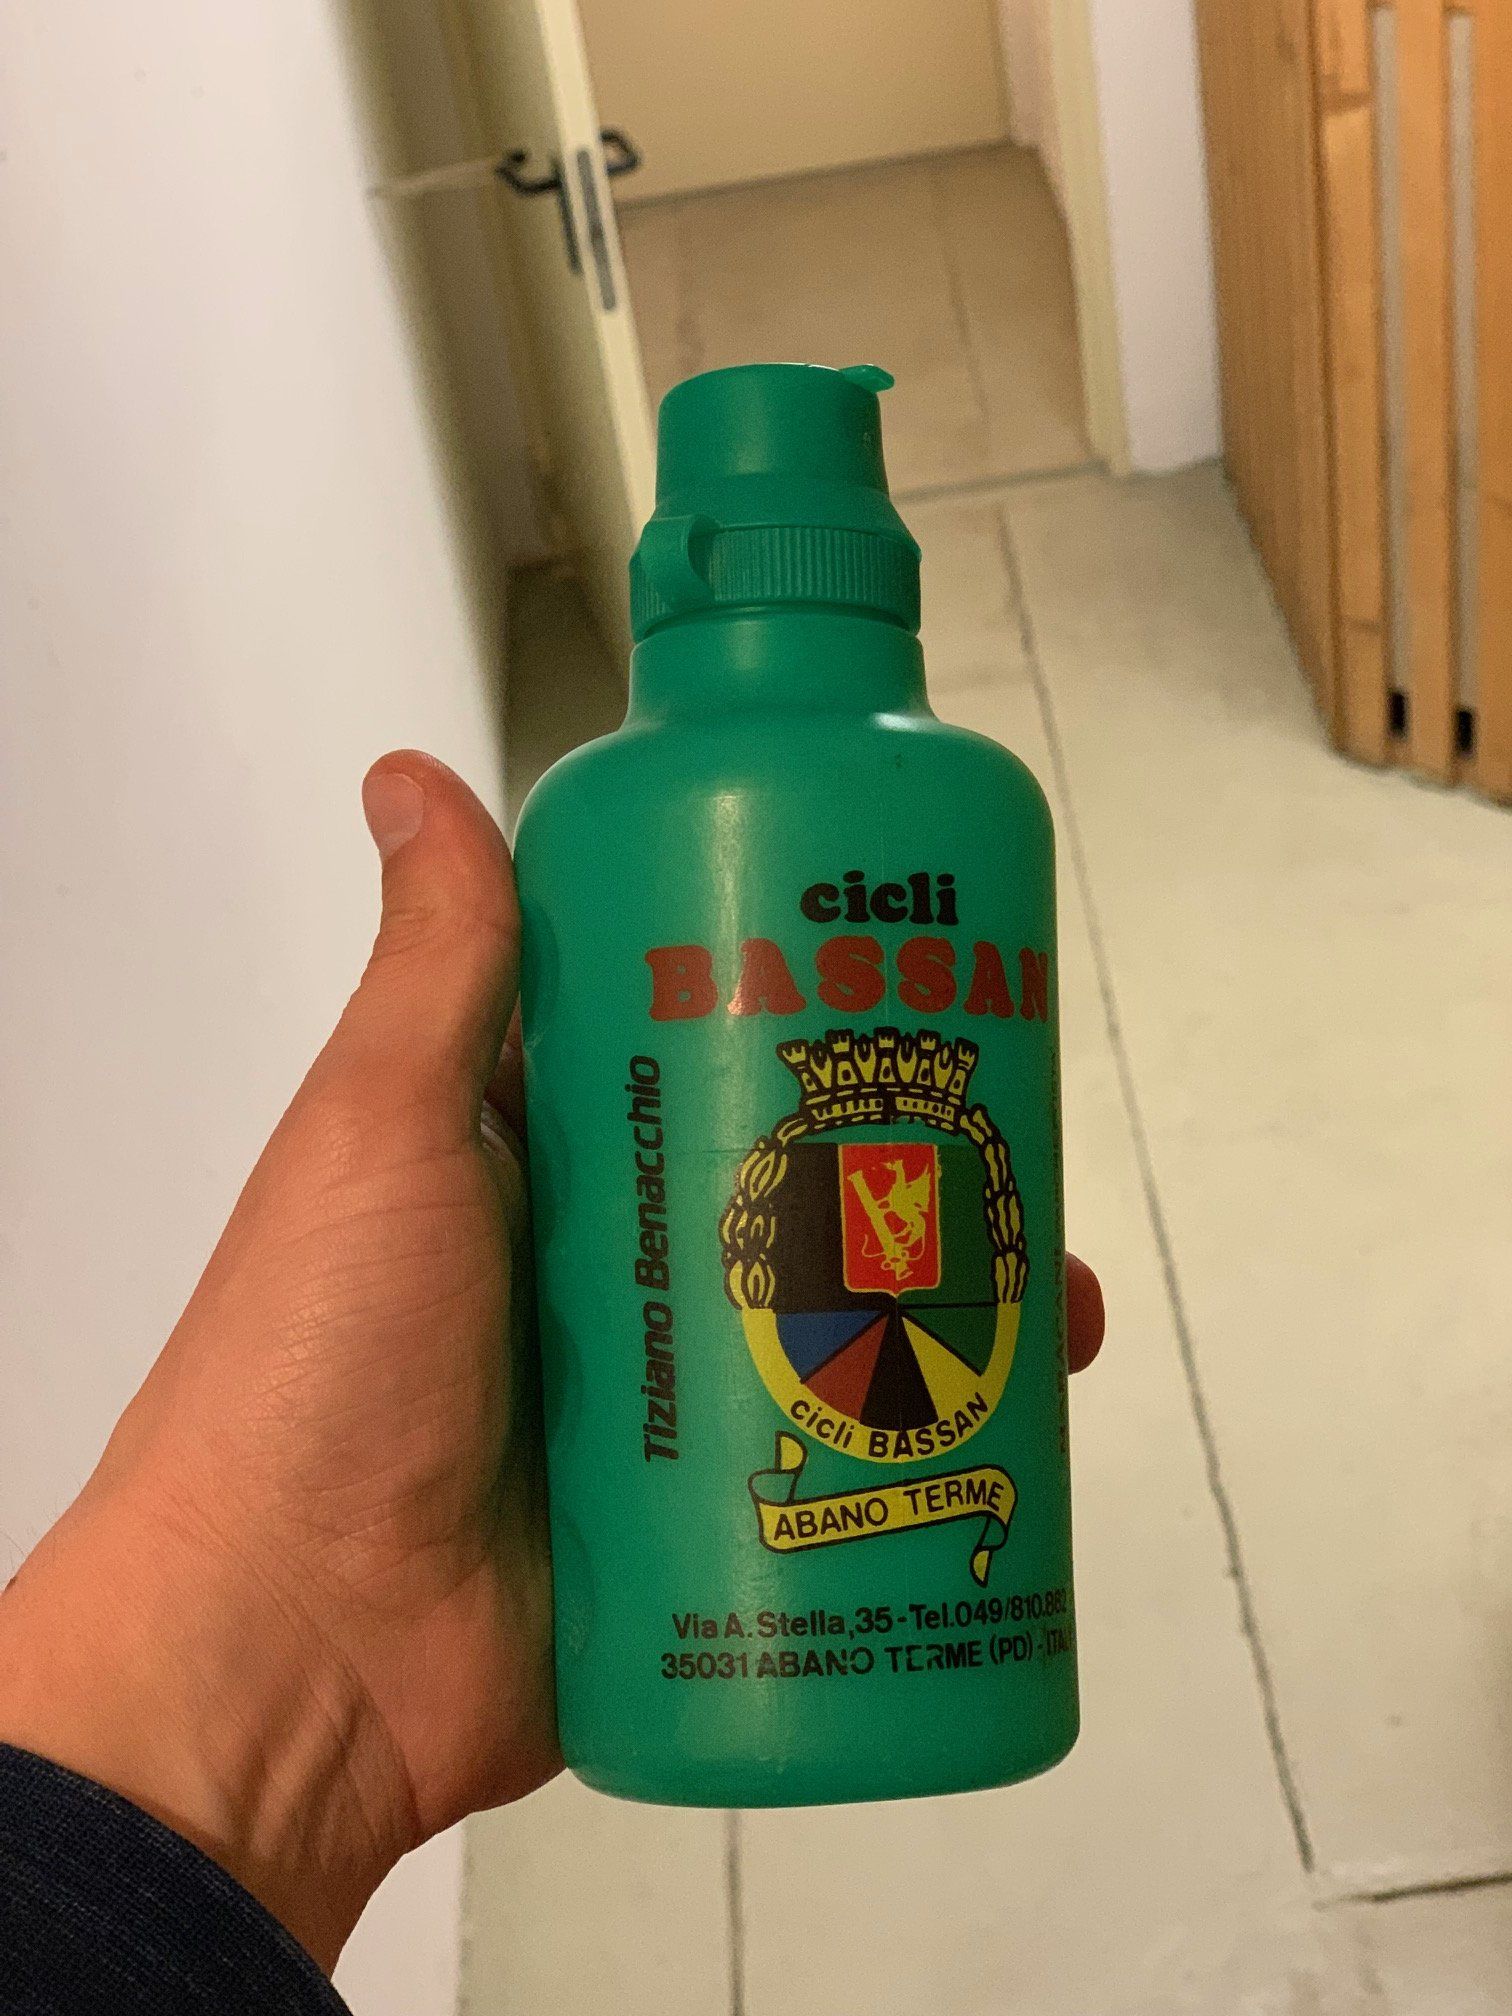 cicli
BASSAN
Tiziano Benacchio
cicli BASSAN
ABANO TERME
Via A. Stella, 35 - Tel. 049/810.862
35031 ABANO TERME (PD) - ITA